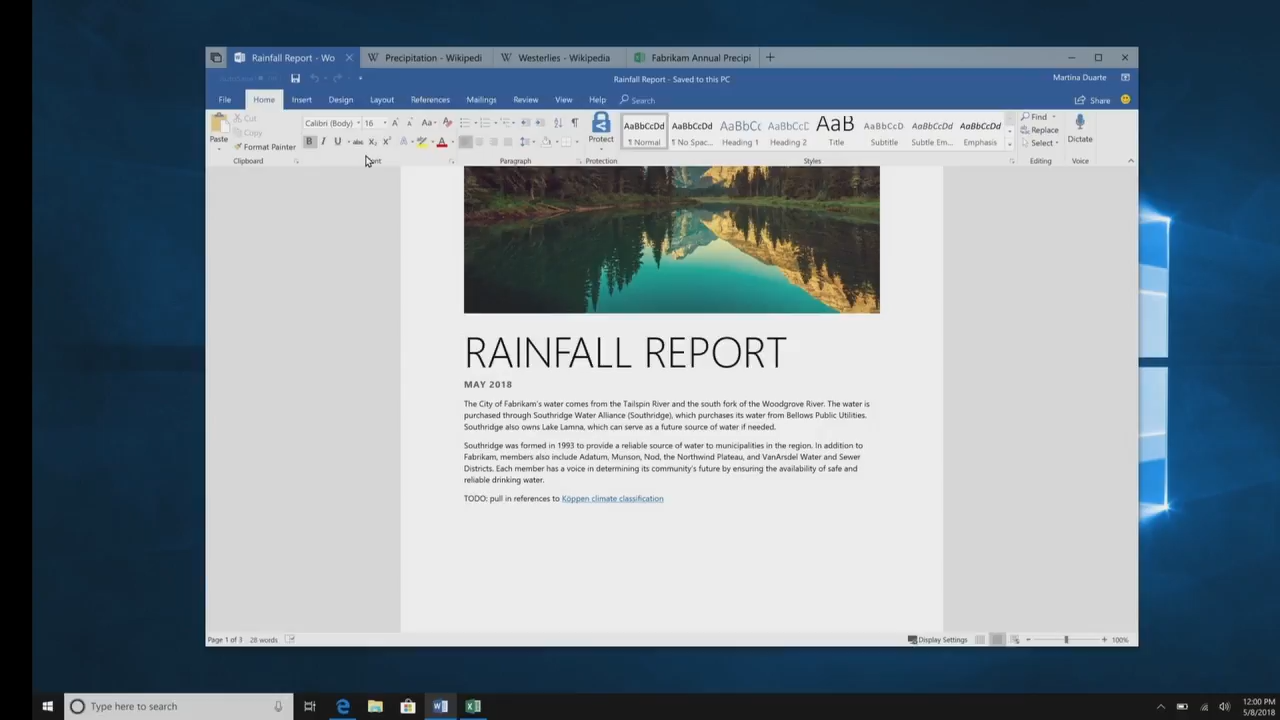 Rainfall Report - Wo
Precipitation - Wikipedi
Westerlies - Wikipedia
Fabrikam Annual Precipi
Rainfall Report - Saved to this PC
Martina Duarte
File Home Insert Design Layout References Mailings Review View Help Search
Share
Paste
Cut
Copy
Format Painter
Calibri (Body) 16
Protect
AaBbCcDd AaBbCcDd AaBbCc AaBbCcD AaB AaBbCcD AaBbCcDd AaBbCcDd
¶ Normal ¶ No Spac... Heading 1 Heading 2 Title Subtitle Subtle Em... Emphasis
Find
Replace
Select
Dictate
Clipboard Font Paragraph Protection Styles Editing Voice
RAINFALL REPORT
MAY 2018
The City of Fabrikam's water comes from the Tailspin River and the south fork of the Woodgrove River. The water is
purchased through Southridge Water Alliance (Southridge), which purchases its water from Bellows Public Utilities.
Southridge also owns Lake Lamna, which can serve as a future source of water if needed.
Southridge was formed in 1993 to provide a reliable source of water to municipalities in the region. In addition to
Fabrikam, members also include Adatum, Munson, Nod, the Northwind Plateau, and VanArsdel Water and Sewer
Districts. Each member has a voice in determining its community's future by ensuring the availability of safe and
reliable drinking water.
TODO: pull in references to Köppen climate classification
Page 1 of 3 28 words
Display Settings
100%
Type here to search
12:00 PM
5/8/2018